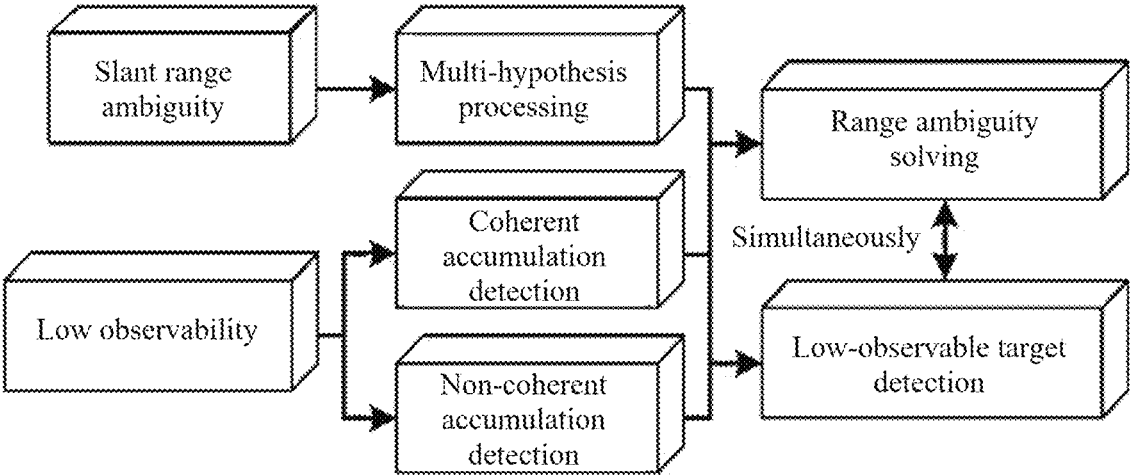 Slant range
ambiguity
Multi-hypothesis
processing
Range ambiguity
solving
Coherent
accumulation
detection
Simultaneously
Low observability
Low-observable target
detection
Non-coherent
accumulation
detection